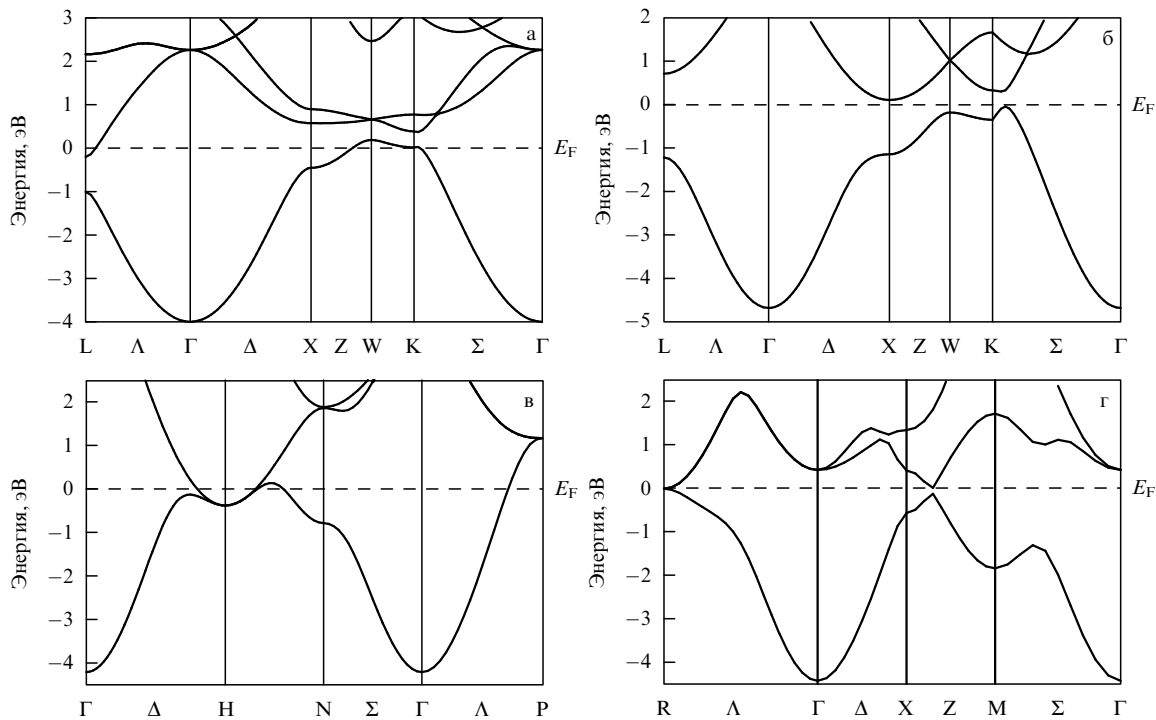 3
2
1
0
−1
−2
−3
−4
Энергия, эВ
а
E_F
L Λ Γ Δ X Z W K Σ Γ
2
1
0
−1
−2
−3
−4
−5
Энергия, эВ
б
E_F
L Λ Γ Δ X Z W K Σ Γ
2
1
0
−1
−2
−3
−4
Энергия, эВ
в
E_F
Γ Δ H N Σ Γ Λ P
2
1
0
−1
−2
−3
−4
Энергия, эВ
г
E_F
R Λ Γ Δ X Z M Σ Γ